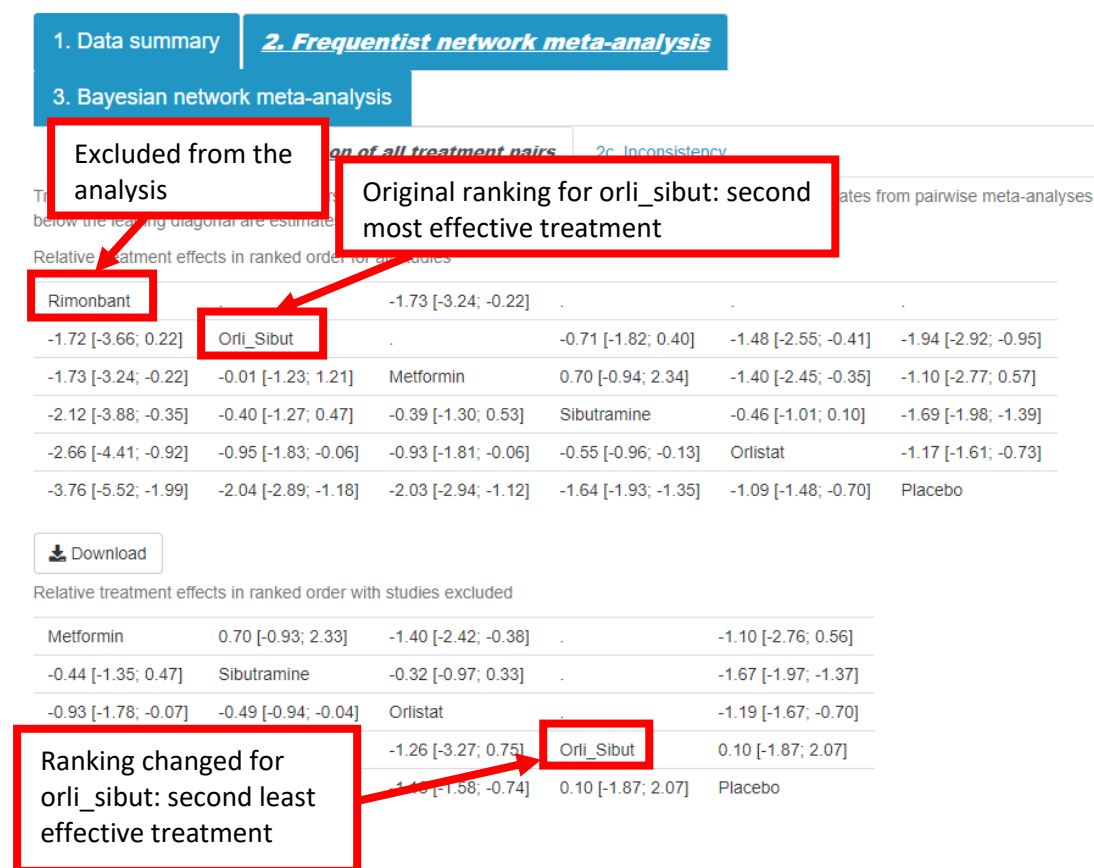 1. Data summary
2. Frequentist network meta-analysis
3. Bayesian network meta-analysis
Excluded from the
analysis
on of all treatment pairs
2c. Inconsistency
Original ranking for orli_sibut: second
most effective treatment
ates from pairwise meta-analyses
below the leading diagonal are estimate
Relative treatment effects in ranked order for all studies
Rimonbant . -1.73 [-3.24; -0.22] . . .
-1.72 [-3.66; 0.22] Orli_Sibut . -0.71 [-1.82; 0.40] -1.48 [-2.55; -0.41] -1.94 [-2.92; -0.95]
-1.73 [-3.24; -0.22] -0.01 [-1.23; 1.21] Metformin 0.70 [-0.94; 2.34] -1.40 [-2.45; -0.35] -1.10 [-2.77; 0.57]
-2.12 [-3.88; -0.35] -0.40 [-1.27; 0.47] -0.39 [-1.30; 0.53] Sibutramine -0.46 [-1.01; 0.10] -1.69 [-1.98; -1.39]
-2.66 [-4.41; -0.92] -0.95 [-1.83; -0.06] -0.93 [-1.81; -0.06] -0.55 [-0.96; -0.13] Orlistat -1.17 [-1.61; -0.73]
-3.76 [-5.52; -1.99] -2.04 [-2.89; -1.18] -2.03 [-2.94; -1.12] -1.64 [-1.93; -1.35] -1.09 [-1.48; -0.70] Placebo
Download
Relative treatment effects in ranked order with studies excluded
Metformin 0.70 [-0.93; 2.33] -1.40 [-2.42; -0.38] . -1.10 [-2.76; 0.56]
-0.44 [-1.35; 0.47] Sibutramine -0.32 [-0.97; 0.33] . -1.67 [-1.97; -1.37]
-0.93 [-1.78; -0.07] -0.49 [-0.94; -0.04] Orlistat . -1.19 [-1.67; -0.70]
-1.26 [-3.27; 0.75] Orli_Sibut 0.10 [-1.87; 2.07]
-1.58; -0.74] 0.10 [-1.87; 2.07] Placebo
Ranking changed for
orli_sibut: second least
effective treatment